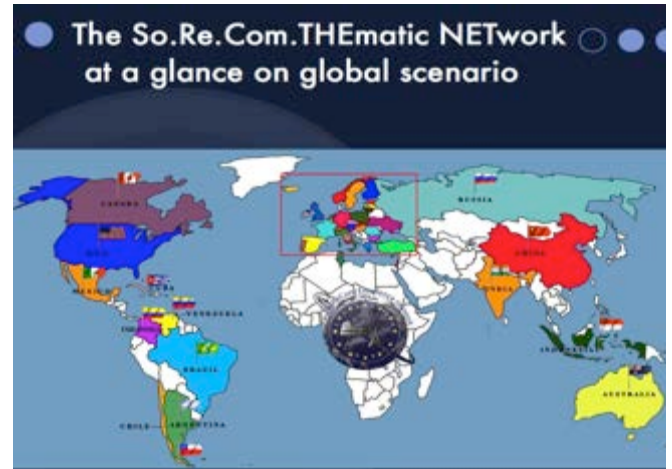 The So.Re.Com.THEmatic NETwork
at a glance on global scenario
CANADA
RUSSIA
U.S.A.
CHINA
MEXICO
CUBA
INDIA
VENEZUELA
INDONESIA
BRAZIL
AUSTRALIA
CHILE
ARGENTINA